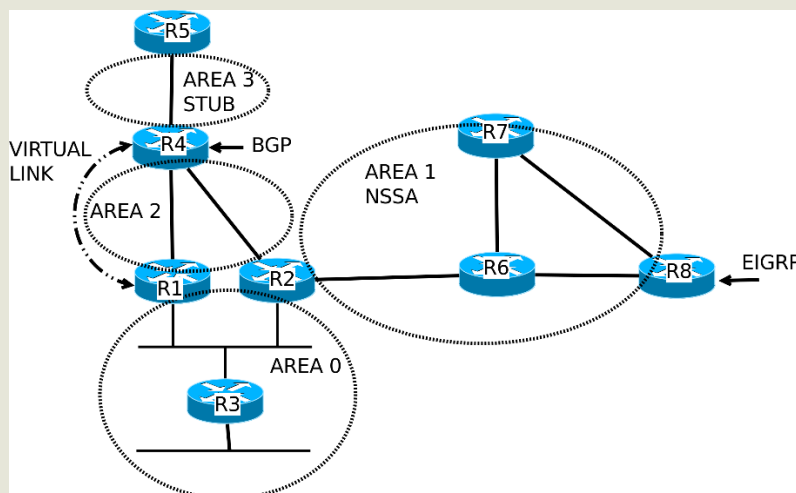 R5
AREA 3
STUB
R4
BGP
VIRTUAL
LINK
AREA 2
R1
R2
AREA 0
R3
R7
AREA 1
NSSA
R6
R8
EIGRP